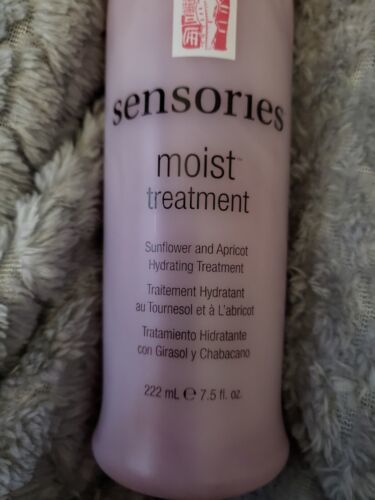 sensories
moist™
treatment
Sunflower and Apricot
Hydrating Treatment
Traitement Hydratant
au Tournesol et à L'abricot
Tratamiento Hidratante
con Girasol y Chabacano
222 mL ℮ 7.5 fl. oz.